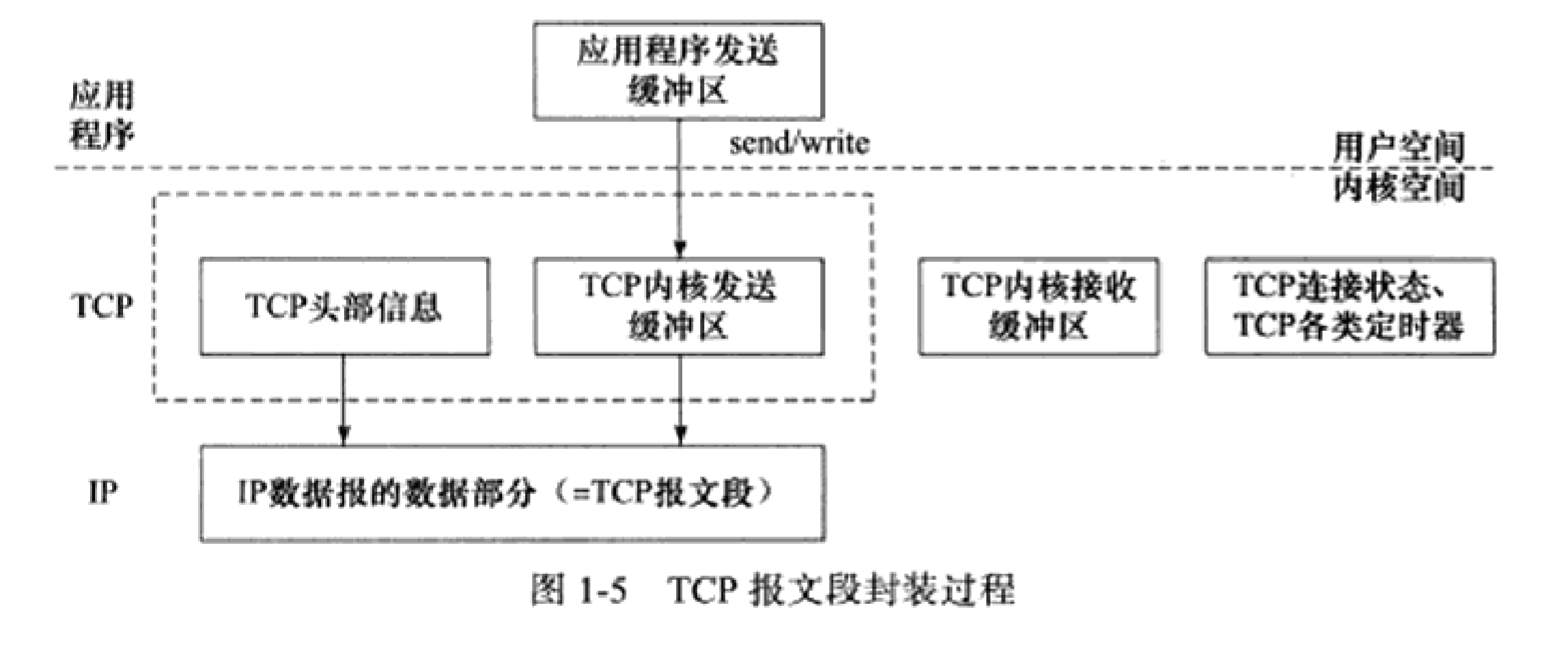 应用程序发送
缓冲区
应用
程序
send/write
用户空间
内核空间
TCP
TCP头部信息
TCP内核发送
缓冲区
TCP内核接收
缓冲区
TCP连接状态、
TCP各类定时器
IP
IP数据报的数据部分（=TCP报文段）
图 1-5 TCP 报文段封装过程